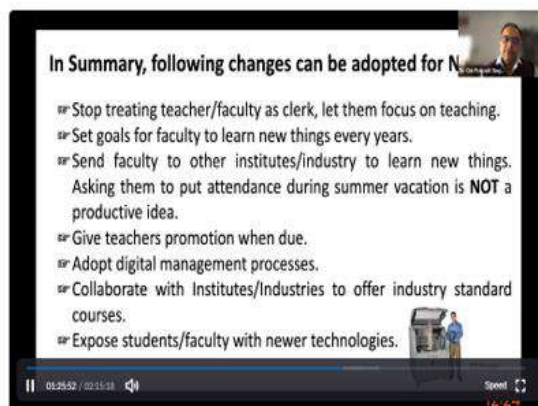 In Summary, following changes can be adopted for N
☞Stop treating teacher/faculty as clerk, let them focus on teaching.
☞Set goals for faculty to learn new things every years.
☞Send faculty to other institutes/industry to learn new things.
Asking them to put attendance during summer vacation is NOT a
productive idea.
☞Give teachers promotion when due.
☞Adopt digital management processes.
☞Collaborate with Institutes/Industries to offer industry standard
courses.
☞Expose students/faculty with newer technologies.
01:25:52 / 02:15:18
Speed